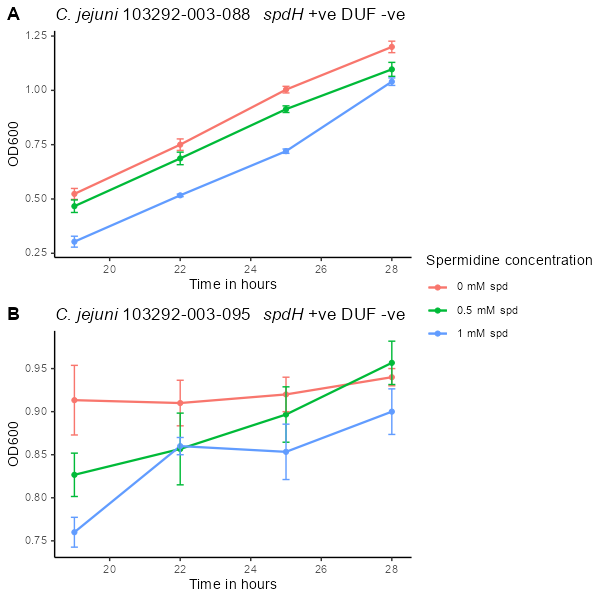 A C. jejuni 103292-003-088 spdH +ve DUF -ve
1.25
1.00
0.75
0.50
0.25
OD600
20 22 24 26 28
Time in hours
Spermidine concentration
0 mM spd
0.5 mM spd
1 mM spd
B C. jejuni 103292-003-095 spdH +ve DUF -ve
0.95
0.90
0.85
0.80
0.75
OD600
20 22 24 26 28
Time in hours